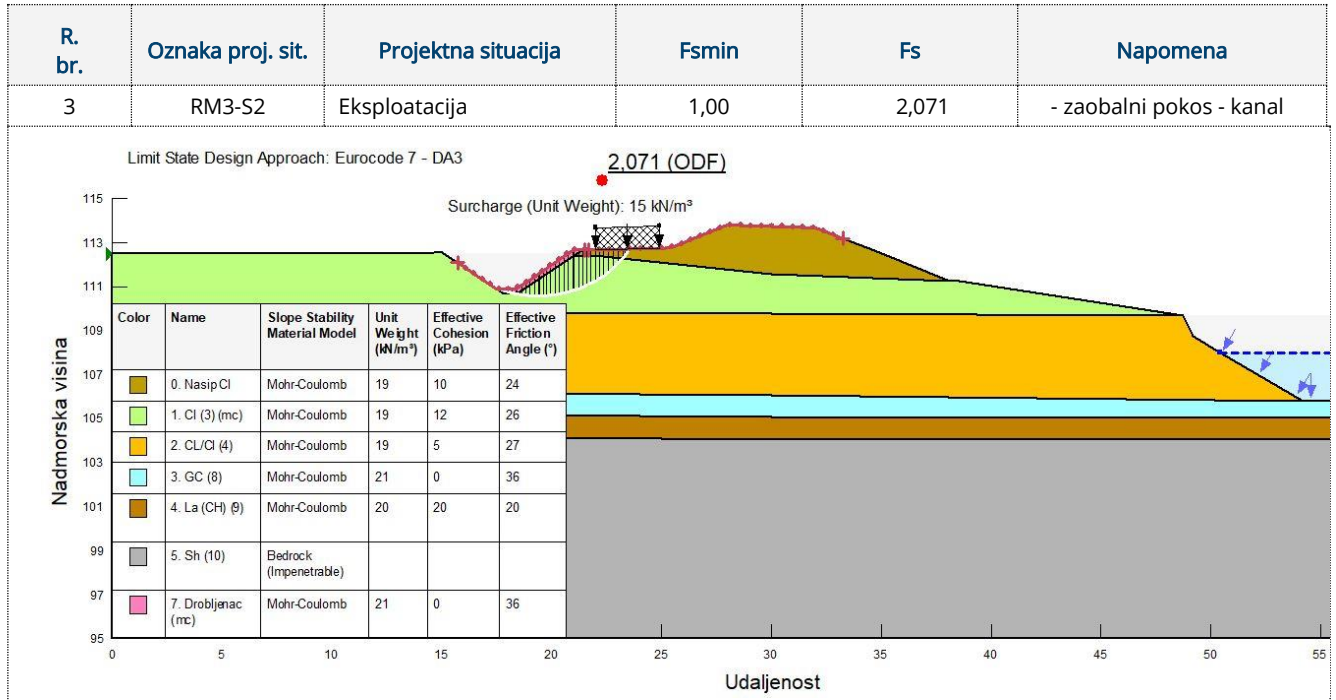 R. br. Oznaka proj. sit. Projektna situacija Fsmin Fs Napomena
3 RM3-S2 Eksploatacija 1,00 2,071 - zaobalni pokos - kanal
Limit State Design Approach: Eurocode 7 - DA3
2,071 (ODF)
Surcharge (Unit Weight): 15 kN/m³
Nadmorska visina
115
113
111
109
107
105
103
101
99
97
95
Color Name Slope Stability Material Model Unit Weight (kN/m³) Effective Cohesion (kPa) Effective Friction Angle (°)
0. Nasip CI Mohr-Coulomb 19 10 24
1. CI (3) (mc) Mohr-Coulomb 19 12 26
2. CL/CI (4) Mohr-Coulomb 19 5 27
3. GC (8) Mohr-Coulomb 21 0 36
4. La (CH) (9) Mohr-Coulomb 20 20 20
5. Sh (10) Bedrock (Impenetrable)
7. Drobljenac (mc) Mohr-Coulomb 21 0 36
0 5 10 15 20 25 30 35 40 45 50 55
Udaljenost